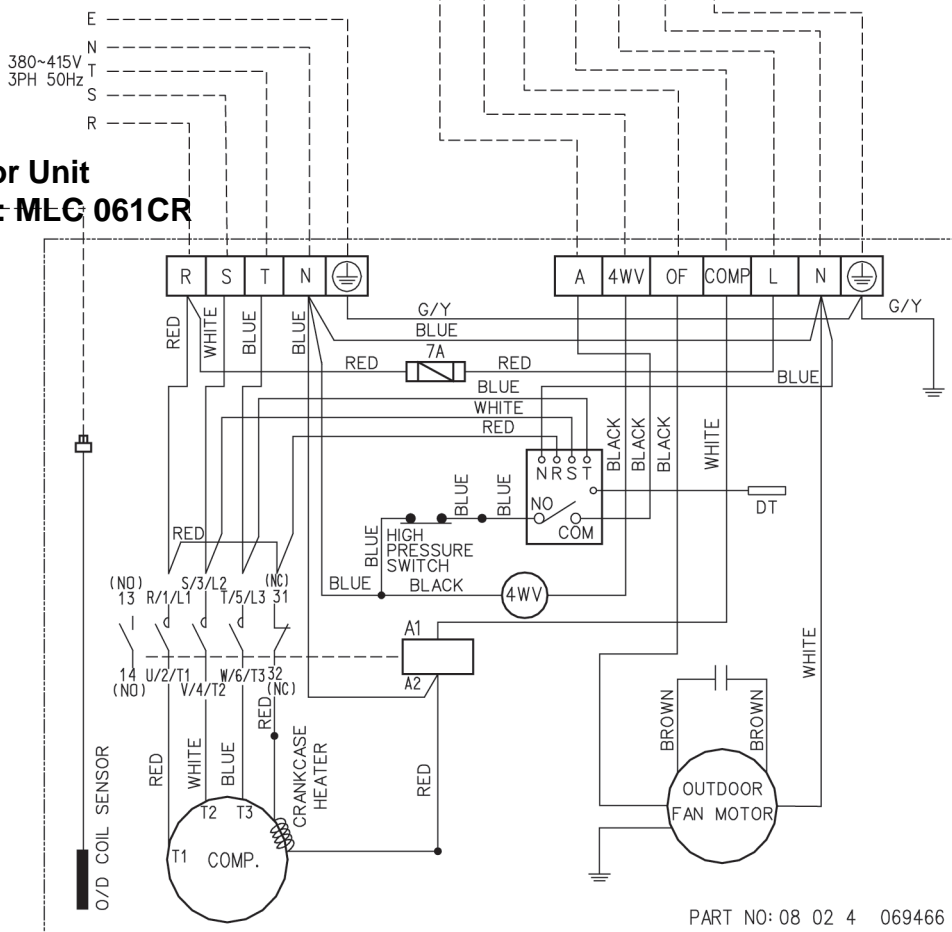 E
N
380~415V
3PH 50Hz
T
S
R
or Unit
: MLC 061CR
R S T N
A 4WV OF COMP L N
G/Y
G/Y
BLUE
RED
WHITE
BLUE
BLUE
7A
RED
RED
BLUE
BLUE
WHITE
RED
BLACK
BLACK
BLACK
WHITE
N R S T
NO
COM
DT
BLUE
BLUE
HIGH
PRESSURE
SWITCH
BLUE
RED
BLUE
BLACK
4WV
(NO)
13
R/1/L1
S/3/L2
T/5/L3
(NC)
31
A1
A2
14
(NO)
U/2/T1
V/4/T2
W/6/T3
32
(NC)
RED
WHITE
BROWN
BROWN
RED
WHITE
BLUE
CRANKCASE
HEATER
RED
O/D COIL SENSOR
T1
T2
T3
COMP.
OUTDOOR
FAN MOTOR
PART NO: 08 02 4 069466